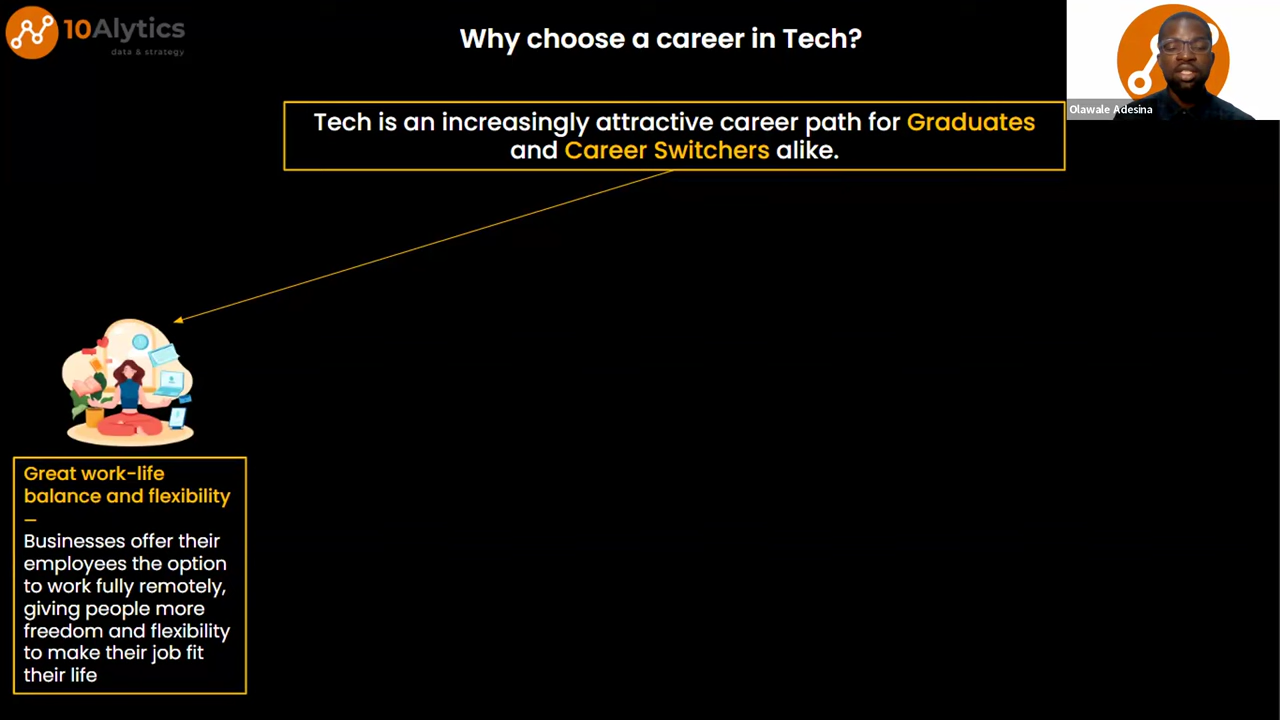 10Alytics
data & strategy
Why choose a career in Tech?
Olawale Adesina
Tech is an increasingly attractive career path for Graduates
and Career Switchers alike.
Great work-life
balance and flexibility
–
Businesses offer their
employees the option
to work fully remotely,
giving people more
freedom and flexibility
to make their job fit
their life